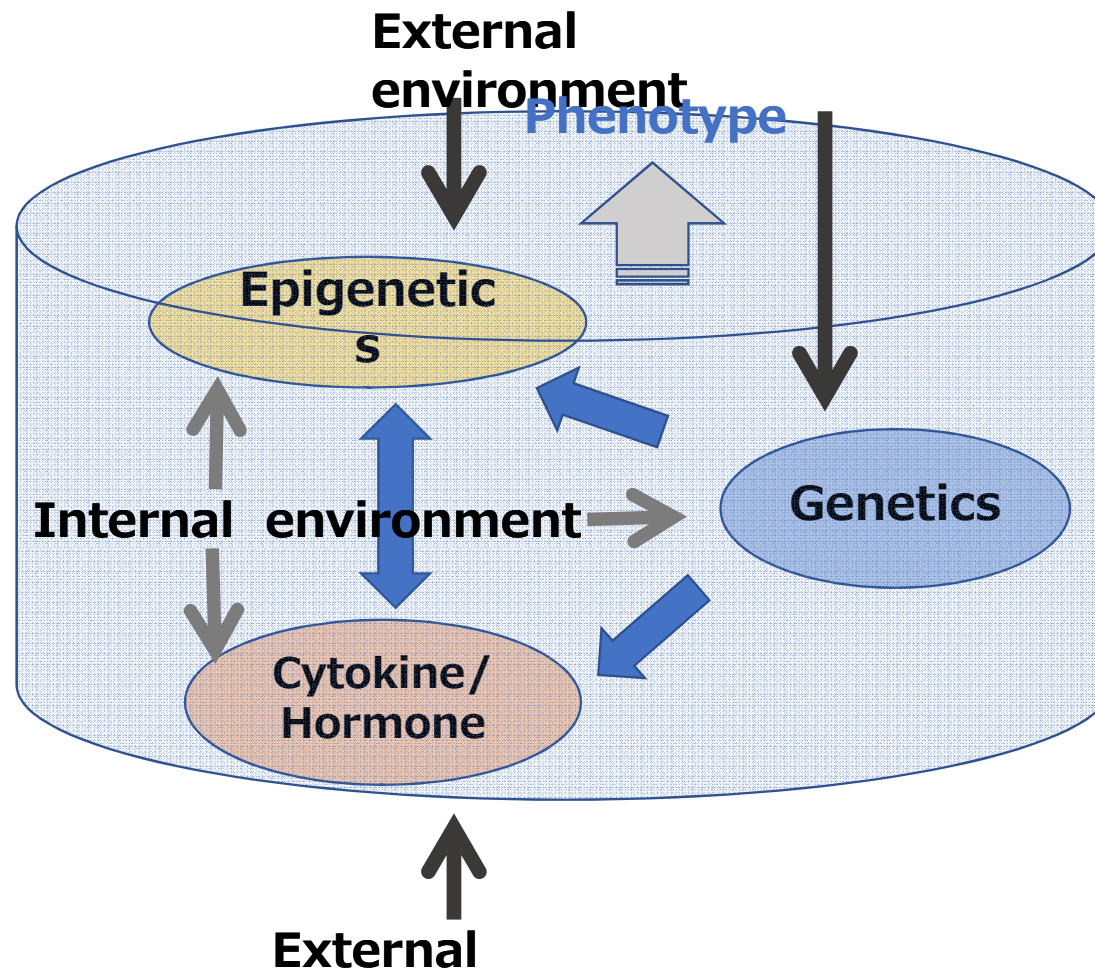 External
environment
Phenotype
Epigenetic
s
Internal environment
Genetics
Cytokine/
Hormone
External